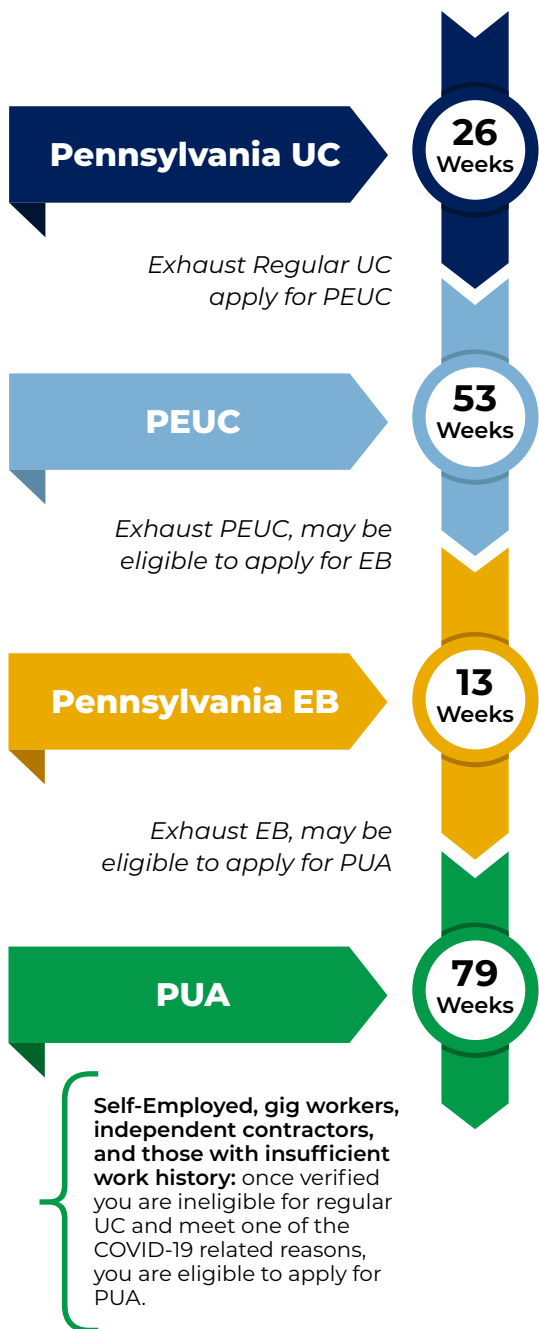 Pennsylvania UC
26
Weeks
Exhaust Regular UC
apply for PEUC
PEUC
53
Weeks
Exhaust PEUC, may be
eligible to apply for EB
Pennsylvania EB
13
Weeks
Exhaust EB, may be
eligible to apply for PUA
PUA
79
Weeks
Self-Employed, gig workers,
independent contractors,
and those with insufficient
work history: once verified
you are ineligible for regular
UC and meet one of the
COVID-19 related reasons,
you are eligible to apply for
PUA.